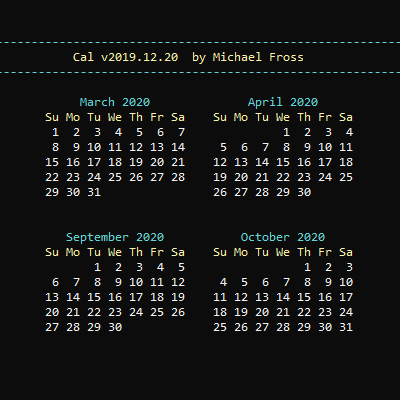 Cal v2019.12.20  by Michael Fross
March 2020    April 2020
Su Mo Tu We Th Fr Sa    Su Mo Tu We Th Fr Sa
1  2  3  4  5  6  7    1  2  3  4
8  9 10 11 12 13 14    5  6  7  8  9 10 11
15 16 17 18 19 20 21    12 13 14 15 16 17 18
22 23 24 25 26 27 28    19 20 21 22 23 24 25
29 30 31    26 27 28 29 30
September 2020    October 2020
Su Mo Tu We Th Fr Sa    Su Mo Tu We Th Fr Sa
1  2  3  4  5    1  2  3
6  7  8  9 10 11 12    4  5  6  7  8  9 10
13 14 15 16 17 18 19    11 12 13 14 15 16 17
20 21 22 23 24 25 26    18 19 20 21 22 23 24
27 28 29 30    25 26 27 28 29 30 31